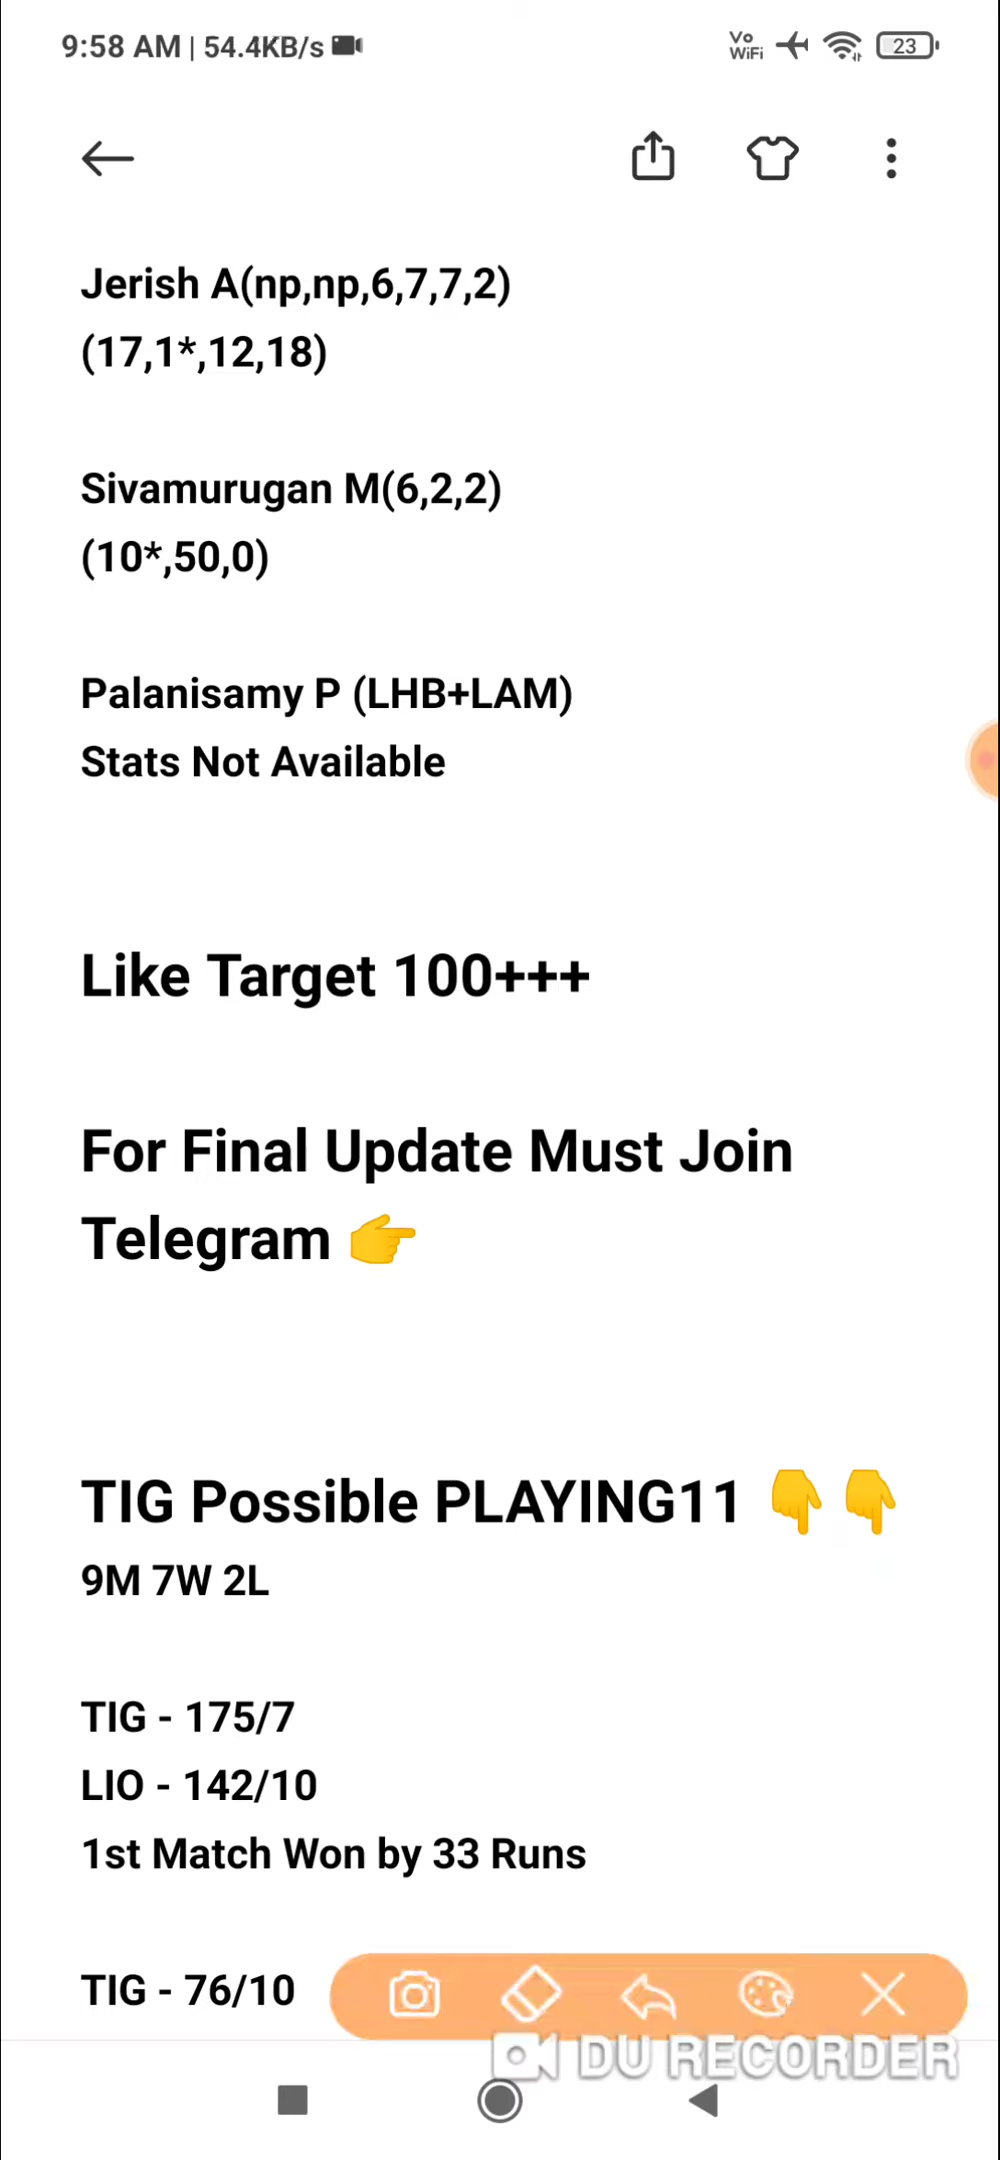 9:58 AM | 54.4KB/s
Vo
WiFi
23
Jerish A(np,np,6,7,7,2)
(17,1*,12,18)
Sivamurugan M(6,2,2)
(10*,50,0)
Palanisamy P (LHB+LAM)
Stats Not Available
Like Target 100+++
For Final Update Must Join
Telegram 👉
TIG Possible PLAYING11 👇👇
9M 7W 2L
TIG - 175/7
LIO - 142/10
1st Match Won by 33 Runs
TIG - 76/10
DU RECORDER